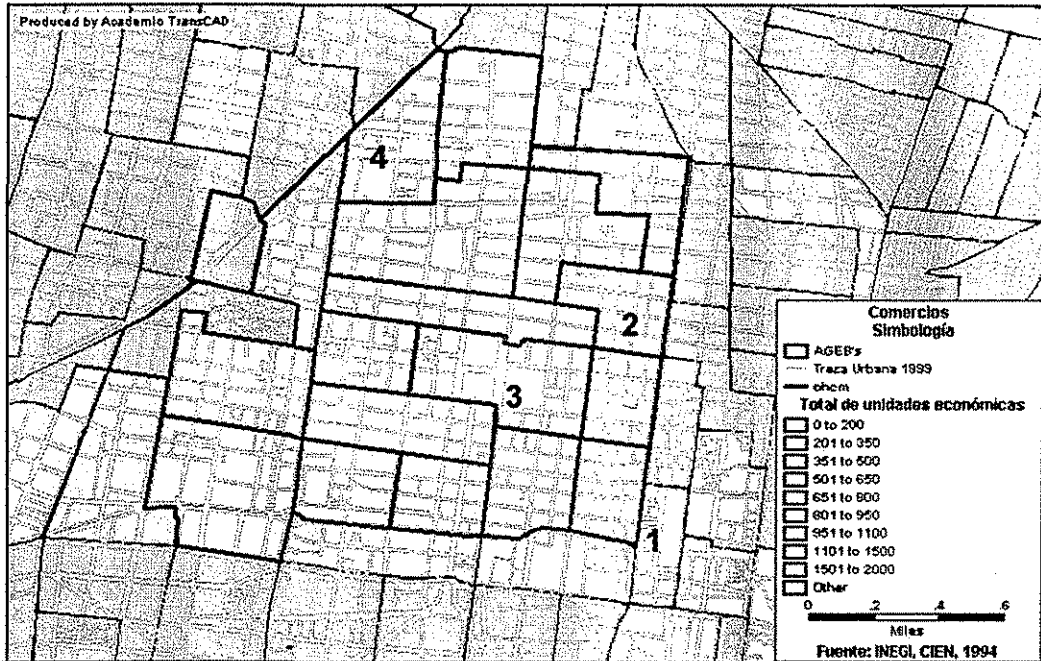 Produced by Academic TransCAD
4
2
3
1
Comercios
Simbología
AGEB's
Traza Urbana 1999
chcm
Total de unidades económicas
0 to 200
201 to 350
351 to 500
501 to 650
651 to 800
801 to 950
951 to 1100
1101 to 1500
1501 to 2000
Other
0 .2 .4 .6
Miles
Fuente: INEGI, CIEN, 1994